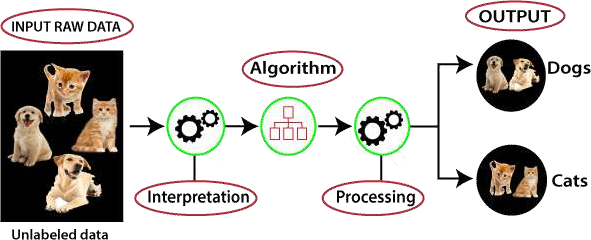 INPUT RAW DATA
Unlabeled data
Interpretation
Algorithm
Processing
OUTPUT
Dogs
Cats